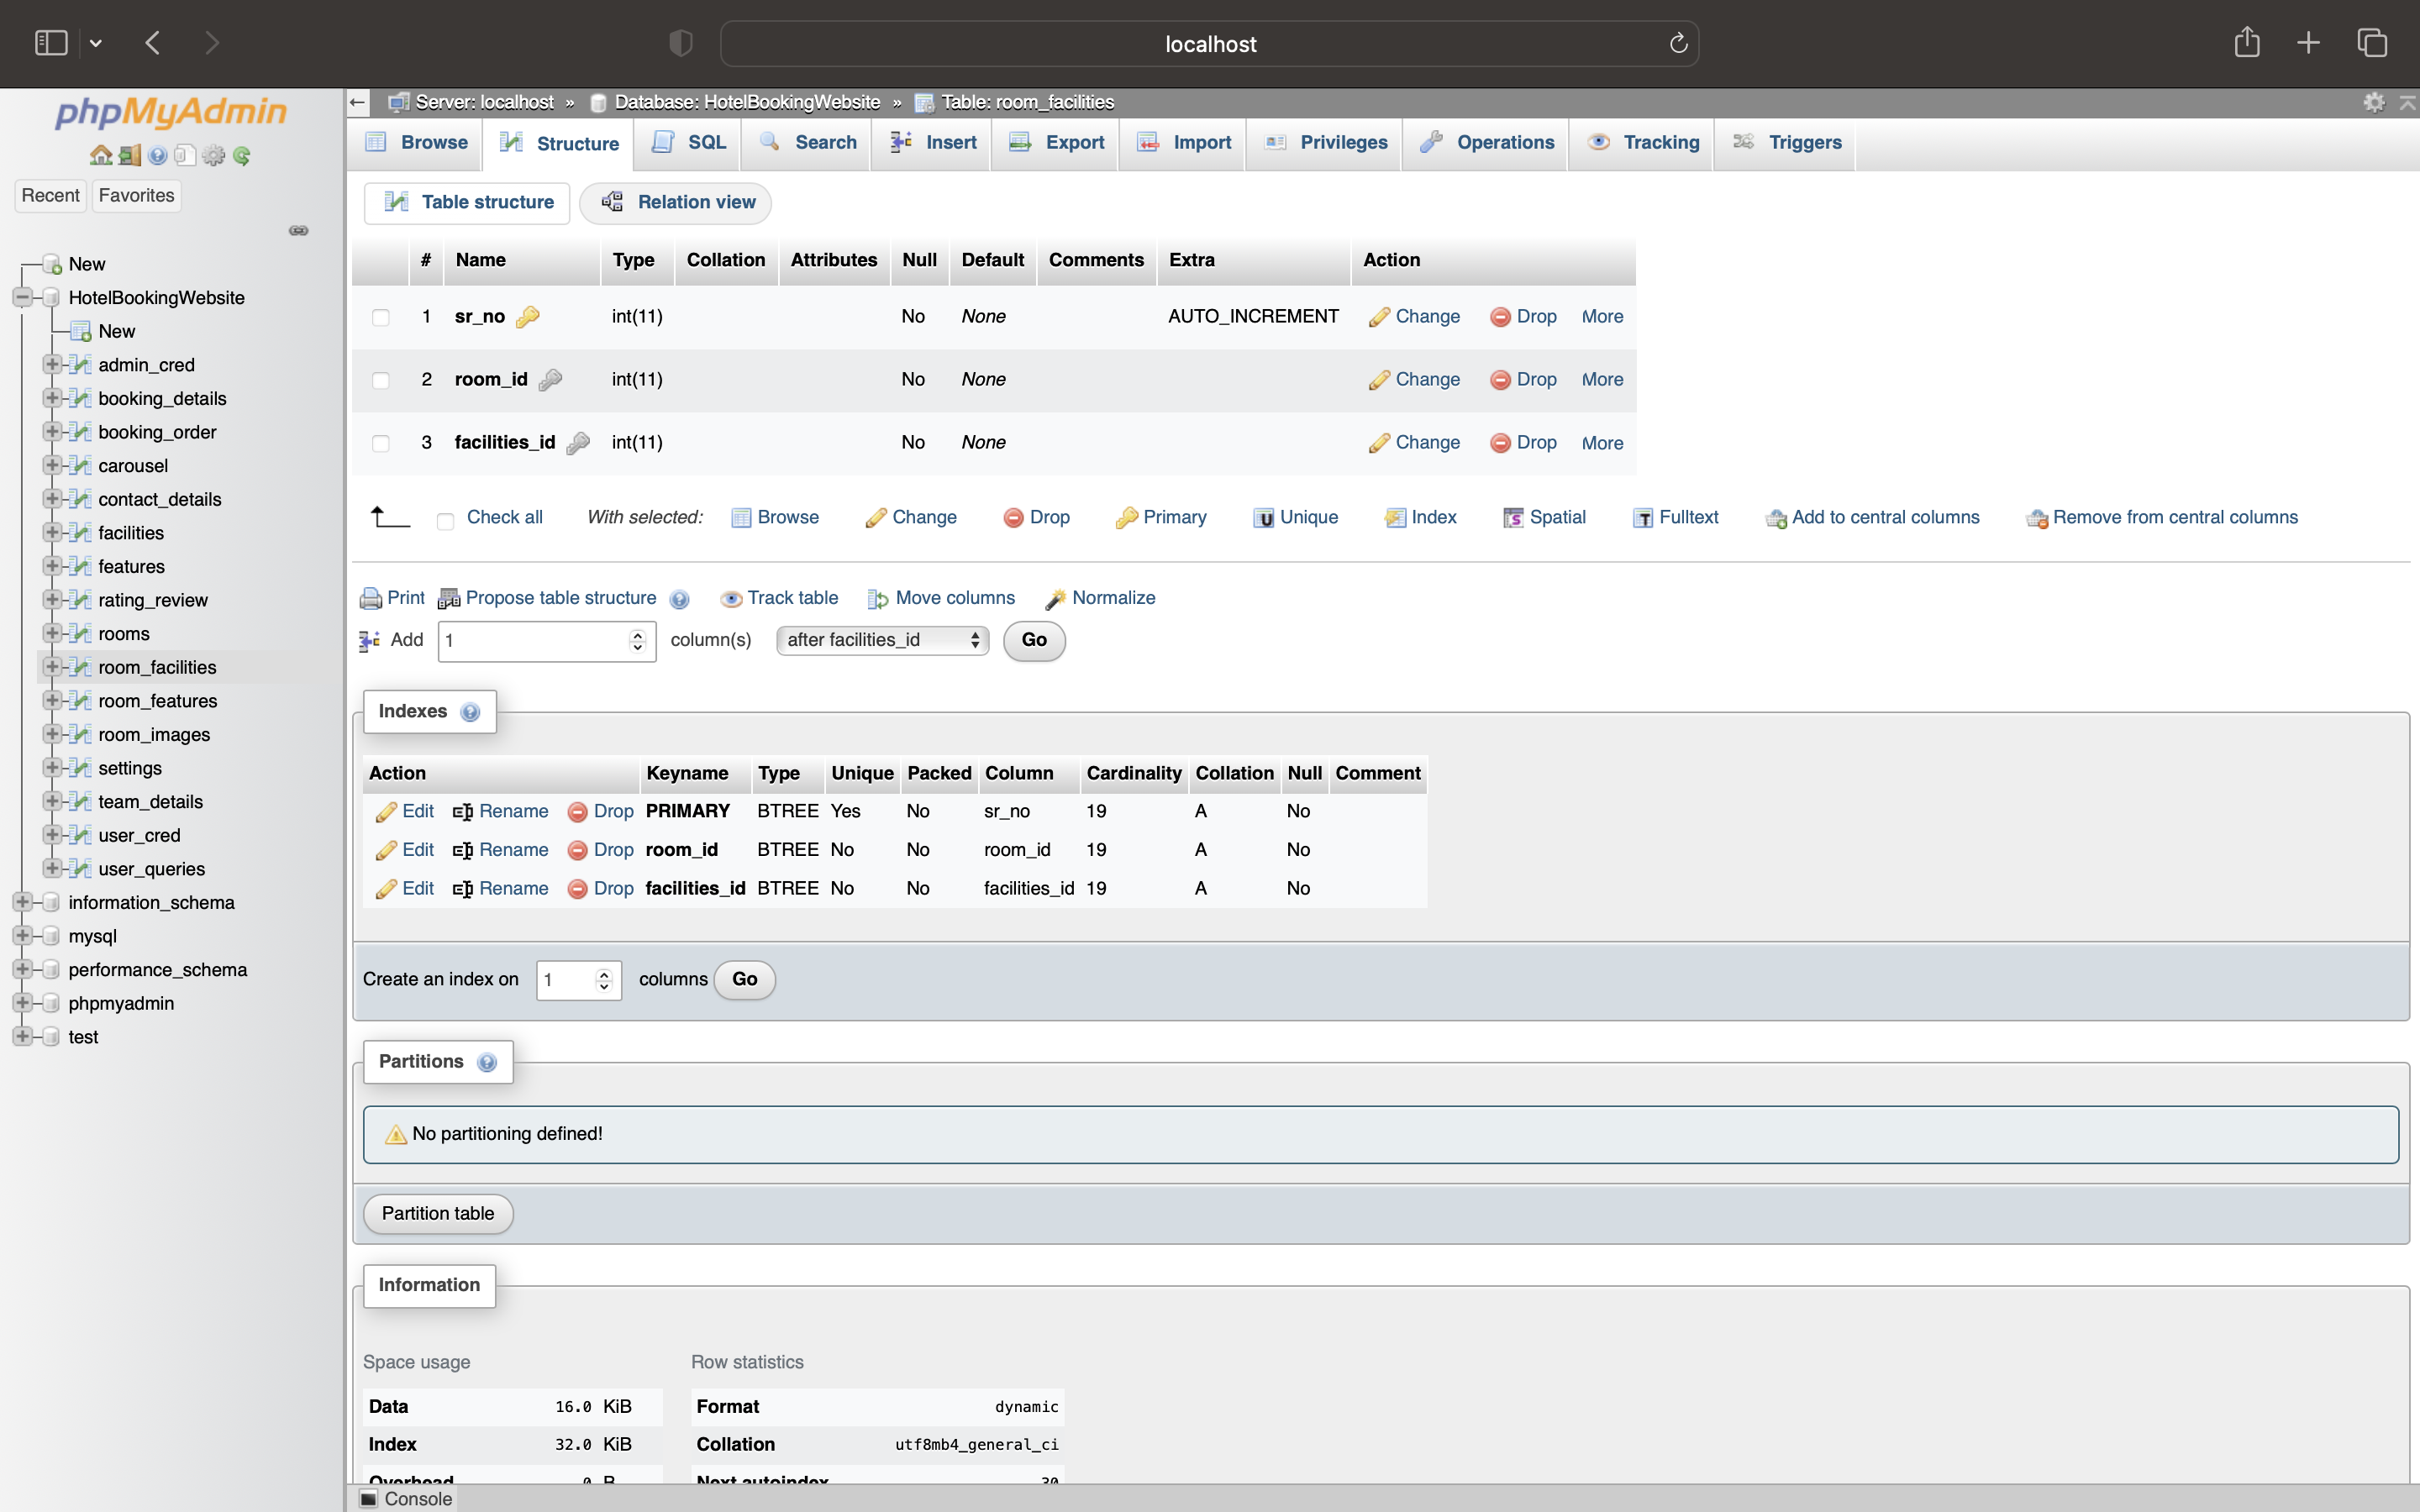 localhost
phpMyAdmin
Recent Favorites
New
HotelBookingWebsite
New
admin_cred
booking_details
booking_order
carousel
contact_details
facilities
features
rating_review
rooms
room_facilities
room_features
room_images
settings
team_details
user_cred
user_queries
information_schema
mysql
performance_schema
phpmyadmin
test
Server: localhost » Database: HotelBookingWebsite » Table: room_facilities
Browse Structure SQL Search Insert Export Import Privileges Operations Tracking Triggers
Table structure Relation view
# Name Type Collation Attributes Null Default Comments Extra Action
1 sr_no int(11) No None AUTO_INCREMENT Change Drop More
2 room_id int(11) No None Change Drop More
3 facilities_id int(11) No None Change Drop More
Check all With selected: Browse Change Drop Primary Unique Index Spatial Fulltext Add to central columns Remove from central columns
Print Propose table structure Track table Move columns Normalize
Add 1 column(s) after facilities_id Go
Indexes
Action Keyname Type Unique Packed Column Cardinality Collation Null Comment
Edit Rename Drop PRIMARY BTREE Yes No sr_no 19 A No
Edit Rename Drop room_id BTREE No No room_id 19 A No
Edit Rename Drop facilities_id BTREE No No facilities_id 19 A No
Create an index on 1 columns Go
Partitions
No partitioning defined!
Partition table
Information
Space usage Row statistics
Data 16.0 KiB Format dynamic
Index 32.0 KiB Collation utf8mb4_general_ci
Overhead 0 B Next autoindex 30
Console